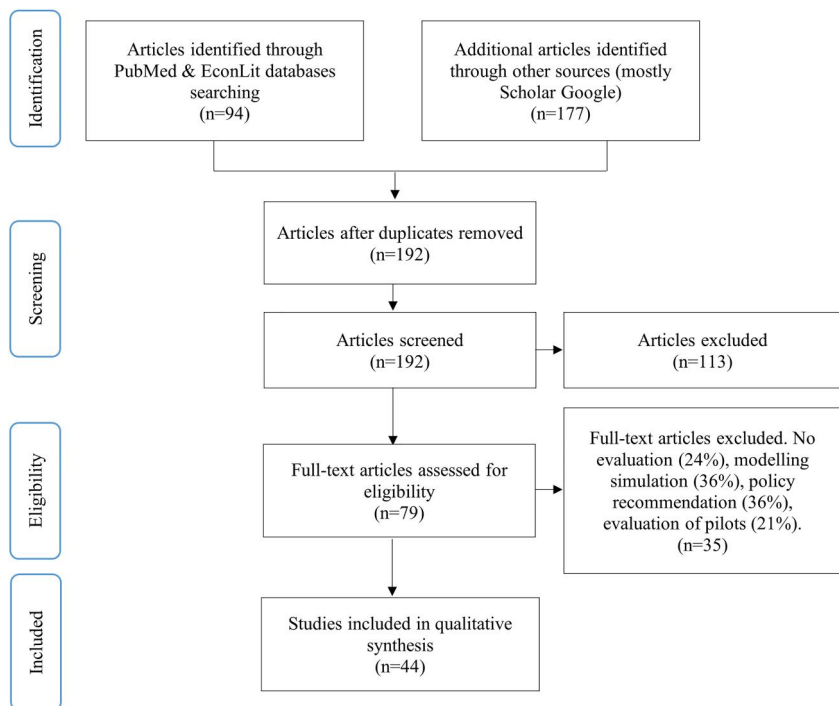 Identification
Articles identified through
PubMed & EconLit databases
searching
(n=94)
Additional articles identified
through other sources (mostly
Scholar Google)
(n=177)
Screening
Articles after duplicates removed
(n=192)
Articles screened
(n=192)
Articles excluded
(n=113)
Eligibility
Full-text articles assessed for
eligibility
(n=79)
Full-text articles excluded. No
evaluation (24%), modelling
simulation (36%), policy
recommendation (36%),
evaluation of pilots (21%).
(n=35)
Included
Studies included in qualitative
synthesis
(n=44)